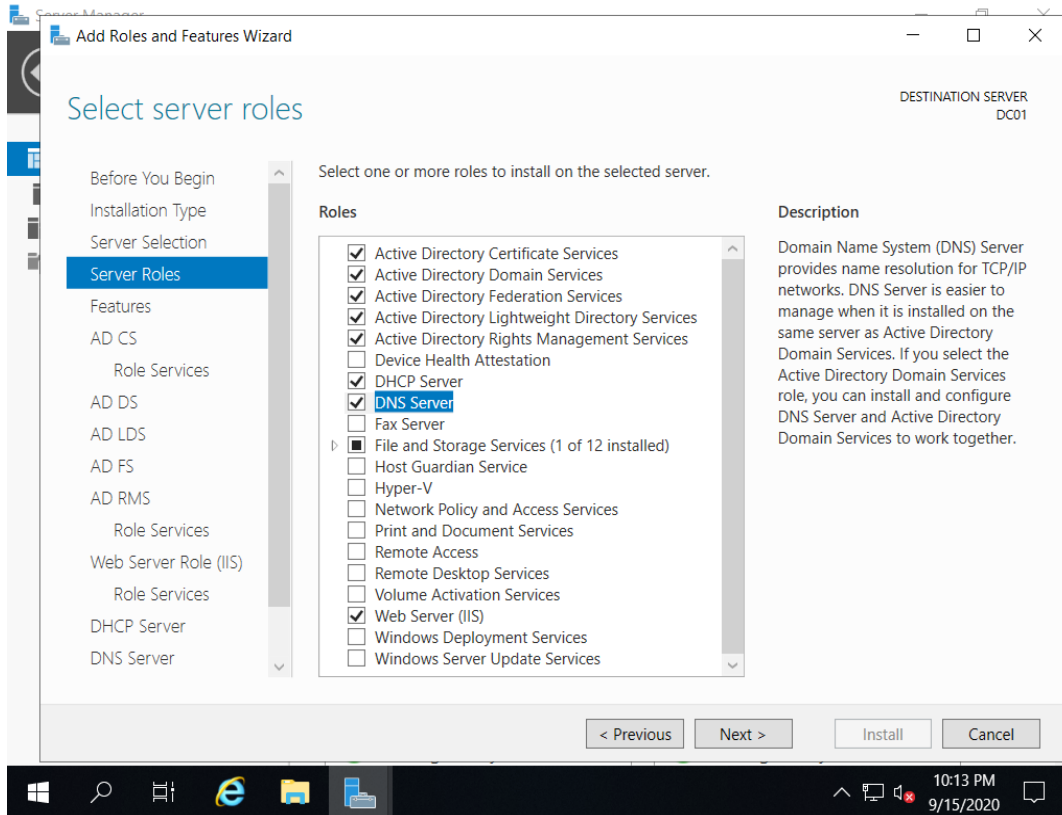 Server Manager
Add Roles and Features Wizard
Select server roles
DESTINATION SERVER
DC01
Before You Begin
Installation Type
Server Selection
Server Roles
Features
AD CS
Role Services
AD DS
AD LDS
AD FS
AD RMS
Role Services
Web Server Role (IIS)
Role Services
DHCP Server
DNS Server
Select one or more roles to install on the selected server.
Roles
Active Directory Certificate Services
Active Directory Domain Services
Active Directory Federation Services
Active Directory Lightweight Directory Services
Active Directory Rights Management Services
Device Health Attestation
DHCP Server
DNS Server
Fax Server
File and Storage Services (1 of 12 installed)
Host Guardian Service
Hyper-V
Network Policy and Access Services
Print and Document Services
Remote Access
Remote Desktop Services
Volume Activation Services
Web Server (IIS)
Windows Deployment Services
Windows Server Update Services
Description
Domain Name System (DNS) Server
provides name resolution for TCP/IP
networks. DNS Server is easier to
manage when it is installed on the
same server as Active Directory
Domain Services. If you select the
Active Directory Domain Services
role, you can install and configure
DNS Server and Active Directory
Domain Services to work together.
< Previous
Next >
Install
Cancel
10:13 PM
9/15/2020